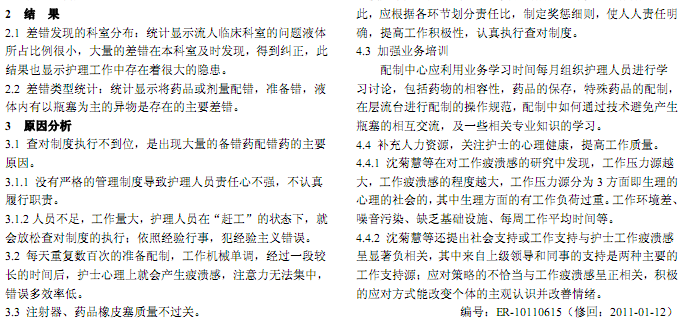 2 结 果
2.1 差错发现的科室分布：统计显示流入临床科室的问题液体
所占比例很小，大量的差错在本科室及时发现，得到纠正，此
结果也显示护理工作中存在着很大的隐患。
2.2 差错类型统计：统计显示将药品或剂量配错，准备错，液
体内有以瓶塞为主的异物是存在的主要差错。
3 原因分析
3.1 查对制度执行不到位，是出现大量的备错药配错药的主要
原因。
3.1.1 没有严格的管理制度导致护理人员责任心不强，不认真
履行职责。
3.1.2 人员不足，工作量大，护理人员在“赶工”的状态下，就
会放松查对制度的执行；依照经验行事，犯经验主义错误。
3.2 每天重复数百次的准备配制，工作机械单调，经过一段较
长的时间后，护士心理上就会产生疲溃感，注意力无法集中，
错误多效率低。
3.3 注射器、药品橡皮塞质量不过关。
此，应根据各环节划分责任比，制定奖惩细则，使人人责任明
确，提高工作积极性，认真执行查对制度。
4.3 加强业务培训
配制中心应利用业务学习时间每月组织护理人员进行学
习讨论，包括药物的相容性，药品的保存，特殊药品的配制，
在层流台进行配制的操作规范，配制中如何通过技术避免产生
瓶塞的相互交流，及一些相关专业知识的学习。
4.4 补充人力资源，关注护士的心理健康，提高工作质量。
4.4.1 沈菊慧等在对工作疲溃感的研究中发现，工作压力源越
大，工作疲溃感的程度越大，工作压力源分为 3 方面即生理的
心理的社会的，其中生理方面的有工作负荷过重。工作环境差、
噪音污染、缺乏基础设施、每周工作平均时间等。
4.4.2 沈菊慧等还提出社会支持或工作支持与护士工作疲溃感
呈显著负相关，其中来自上级领导和同事的支持是两种主要的
工作支持源；应对策略的不恰当与工作疲溃感呈正相关，积极
的应对方式能改变个体的主观认识并改善情绪。
编号：ER-10110615（修回：2011-01-12）